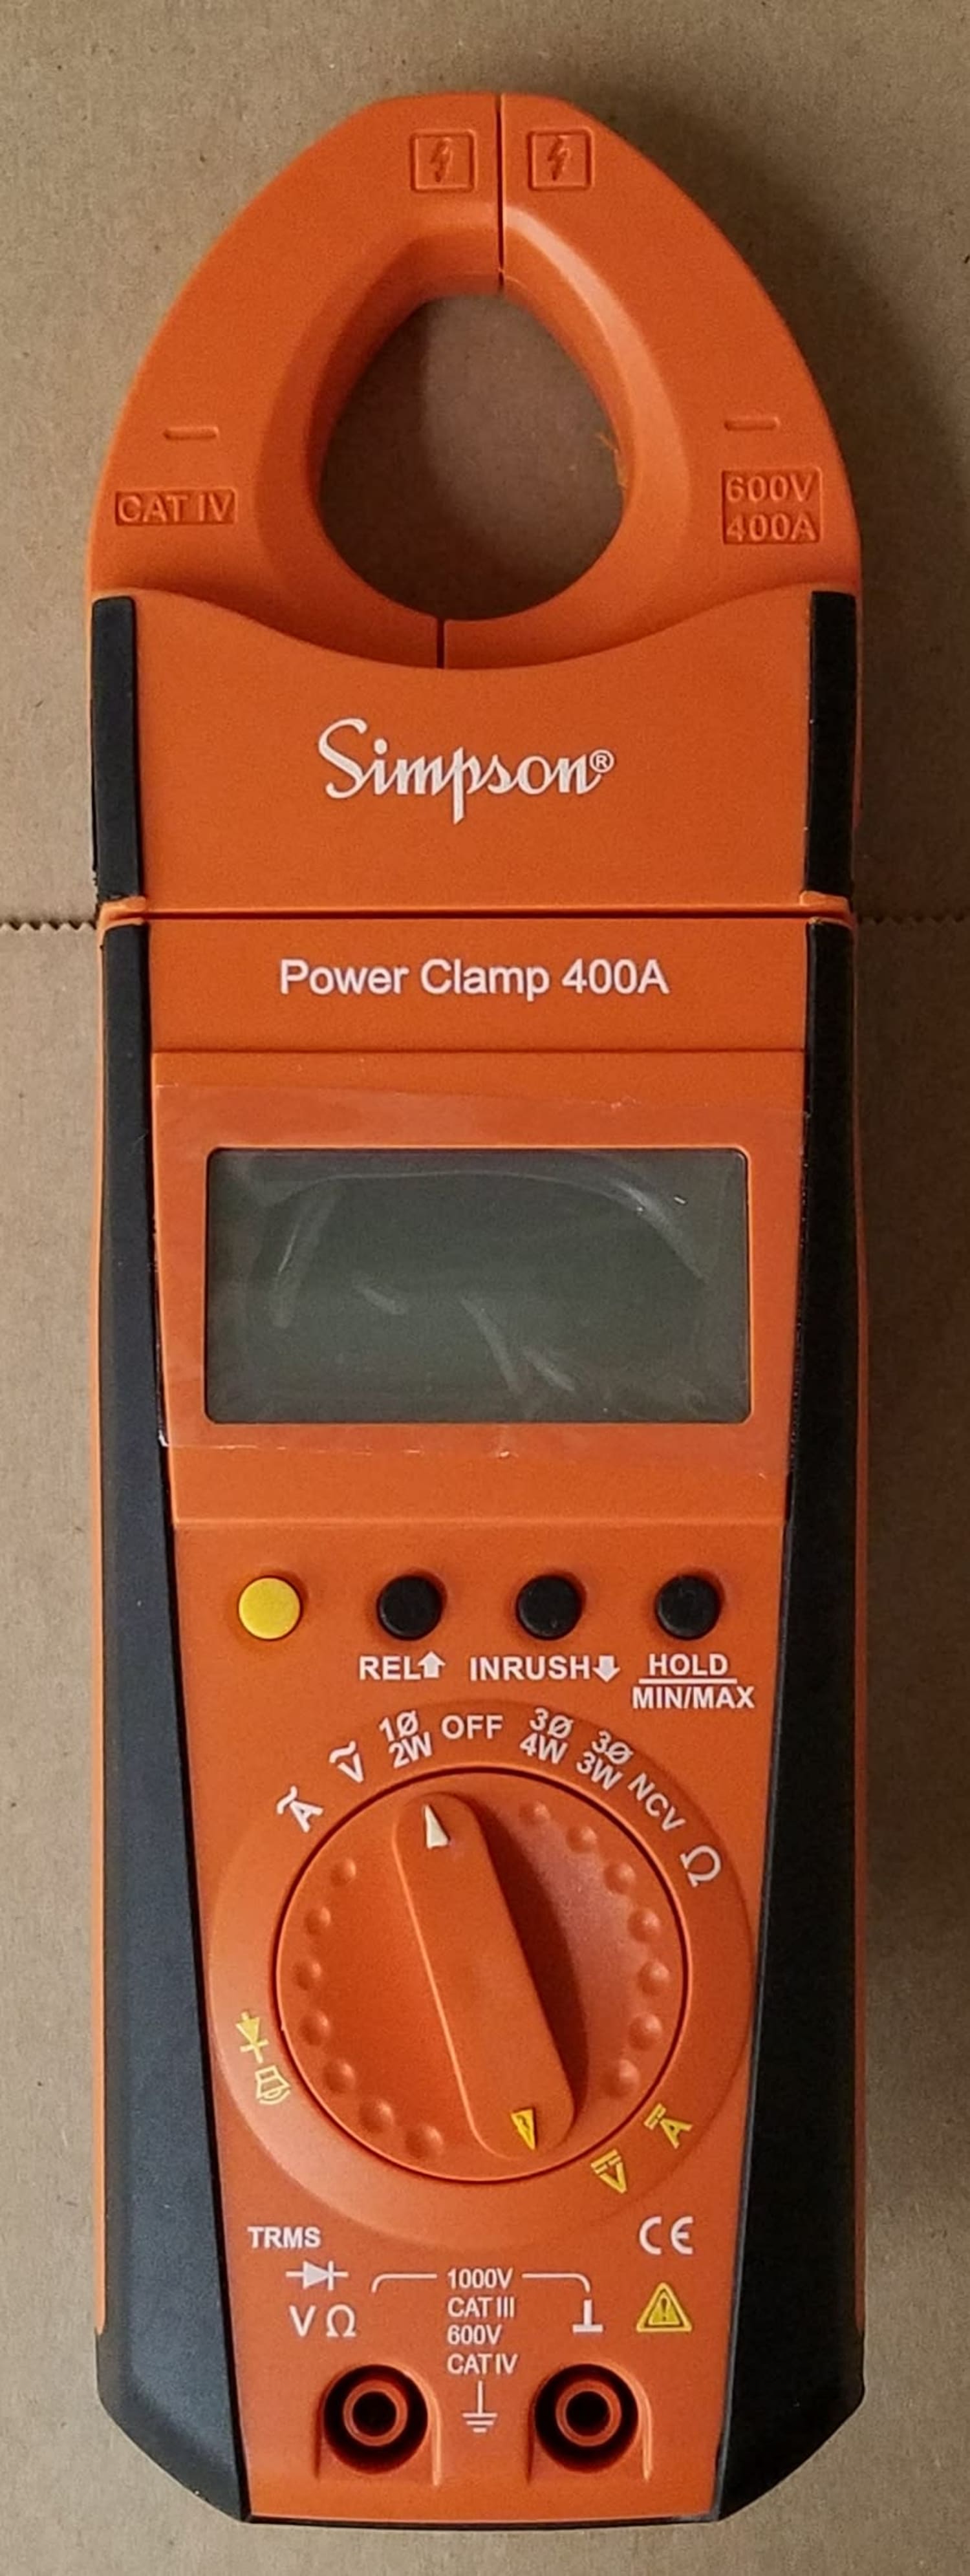 CAT IV
600V
400A
Simpson®
Power Clamp 400A
REL⬆ INRUSH⬇ HOLD
MIN/MAX
Ã Ṽ 1Ø
2W OFF 3Ø
4W 3Ø
3W NCV Ω
V A
TRMS
CE
VΩ
1000V
CAT III
600V
CAT IV